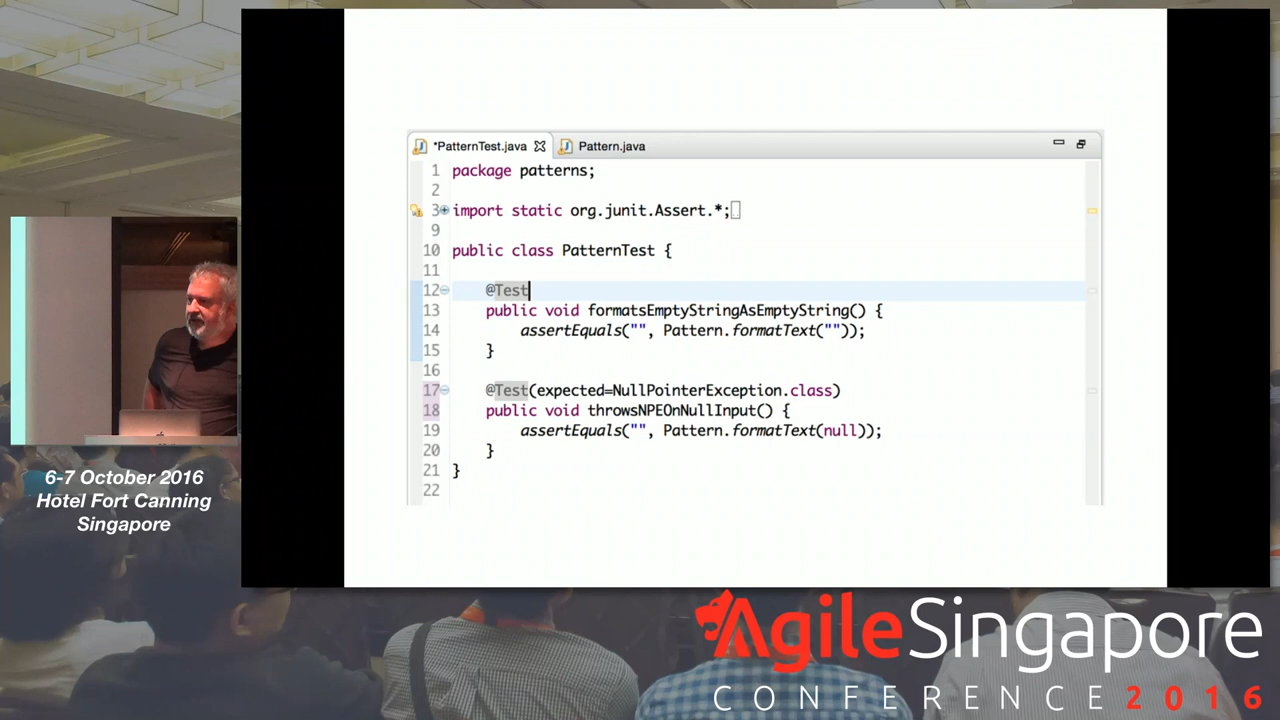 *PatternTest.java
Pattern.java
1 package patterns;
2
3 import static org.junit.Assert.*;
9
10 public class PatternTest {
11
12 @Test
13 public void formatsEmptyStringAsEmptyString() {
14 assertEquals("", Pattern.formatText(""));
15 }
16
17 @Test(expected=NullPointerException.class)
18 public void throwsNPEOnNullInput() {
19 assertEquals("", Pattern.formatText(null));
20 }
21 }
22
6-7 October 2016
Hotel Fort Canning
Singapore
AgileSingapore
CONFERENCE 2016